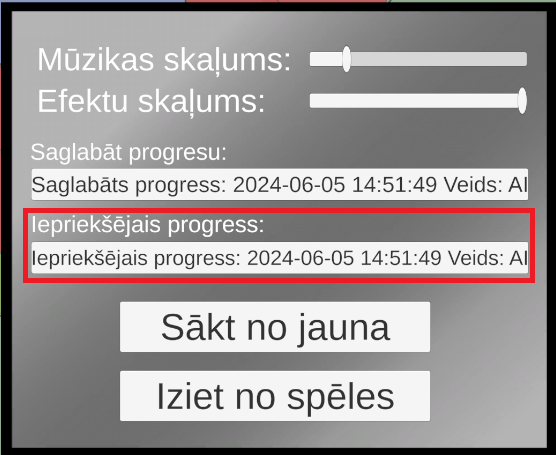 Mūzikas skaļums:
Efektu skaļums:
Saglabāt progresu:
Saglabāts progress: 2024-06-05 14:51:49 Veids: AI
Iepriekšējais progress:
Iepriekšējais progress: 2024-06-05 14:51:49 Veids: AI
Sākt no jauna
Iziet no spēles